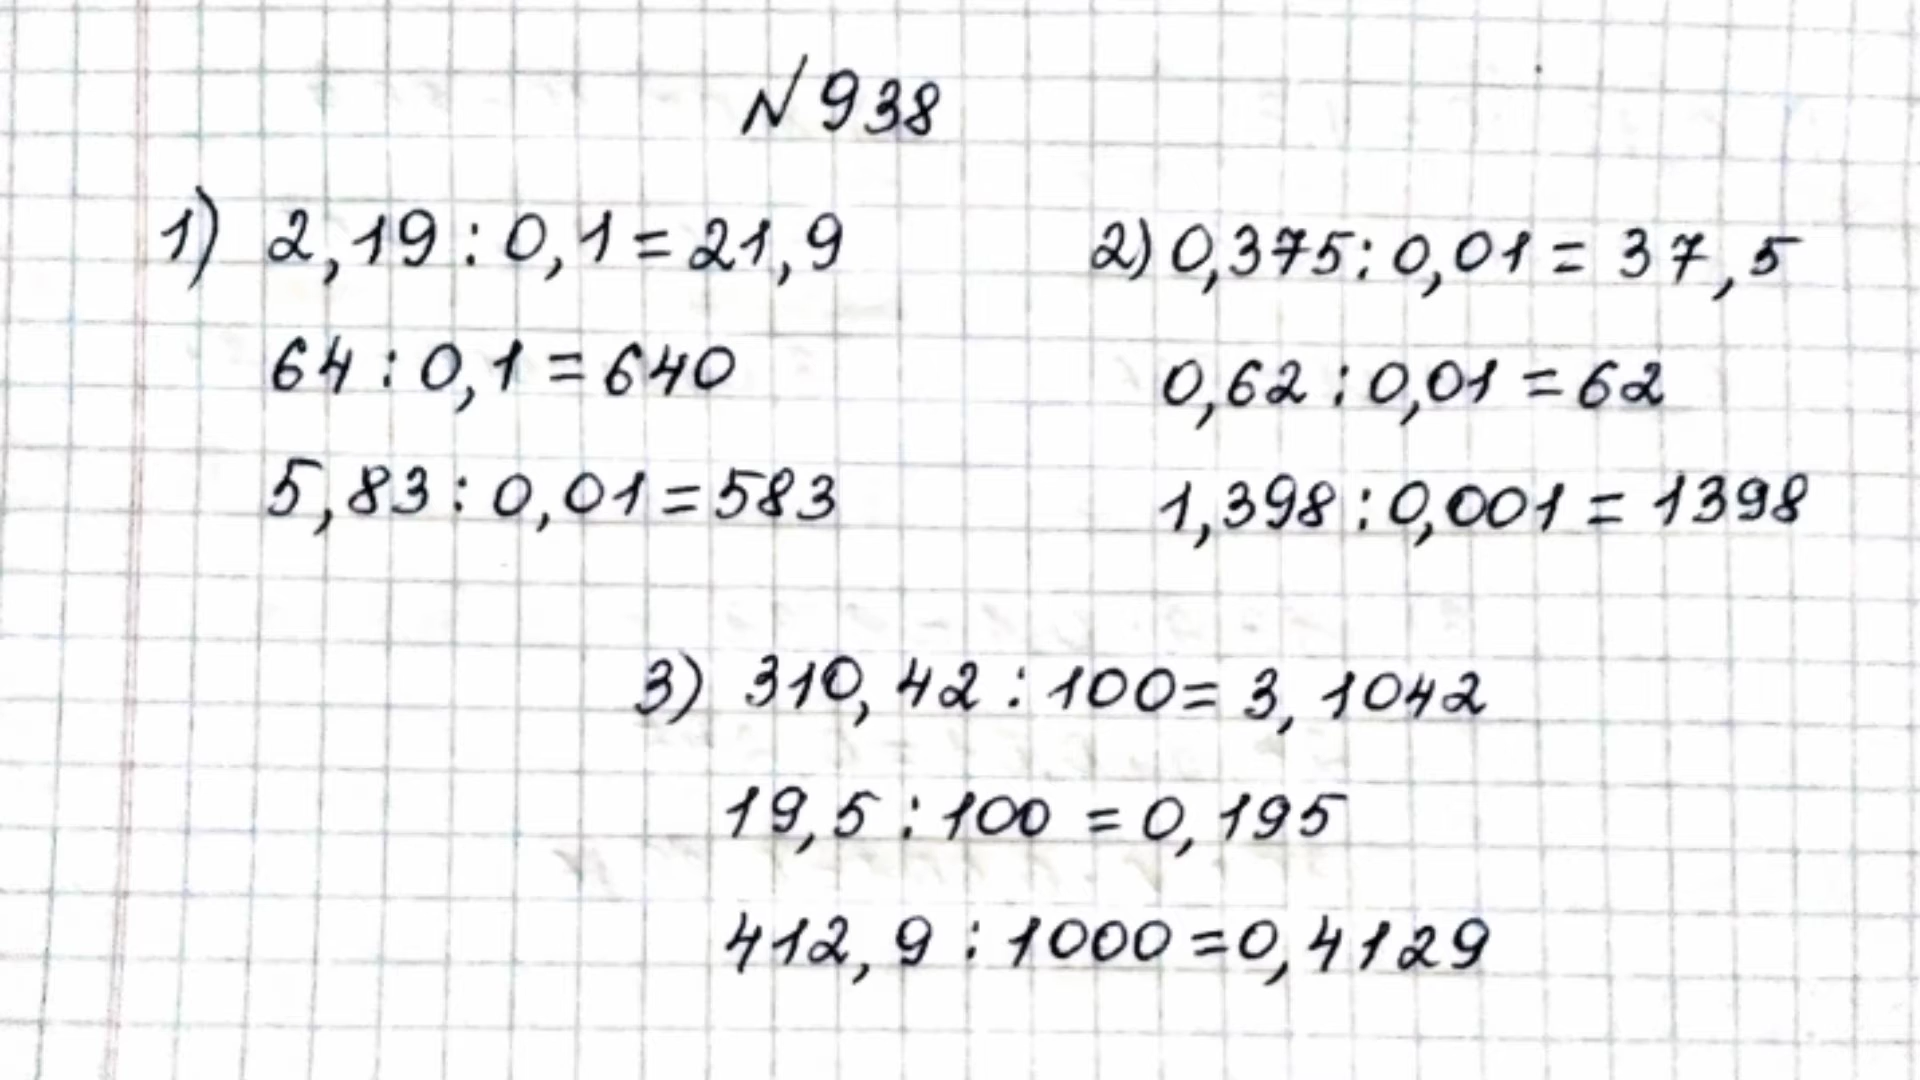 №938
1) 2,19 : 0,1 = 21,9
64 : 0,1 = 640
5,83 : 0,01 = 583
2) 0,375 : 0,01 = 37,5
0,62 : 0,01 = 62
1,398 : 0,001 = 1398
3) 310,42 : 100 = 3,1042
19,5 : 100 = 0,195
412,9 : 1000 = 0,4129